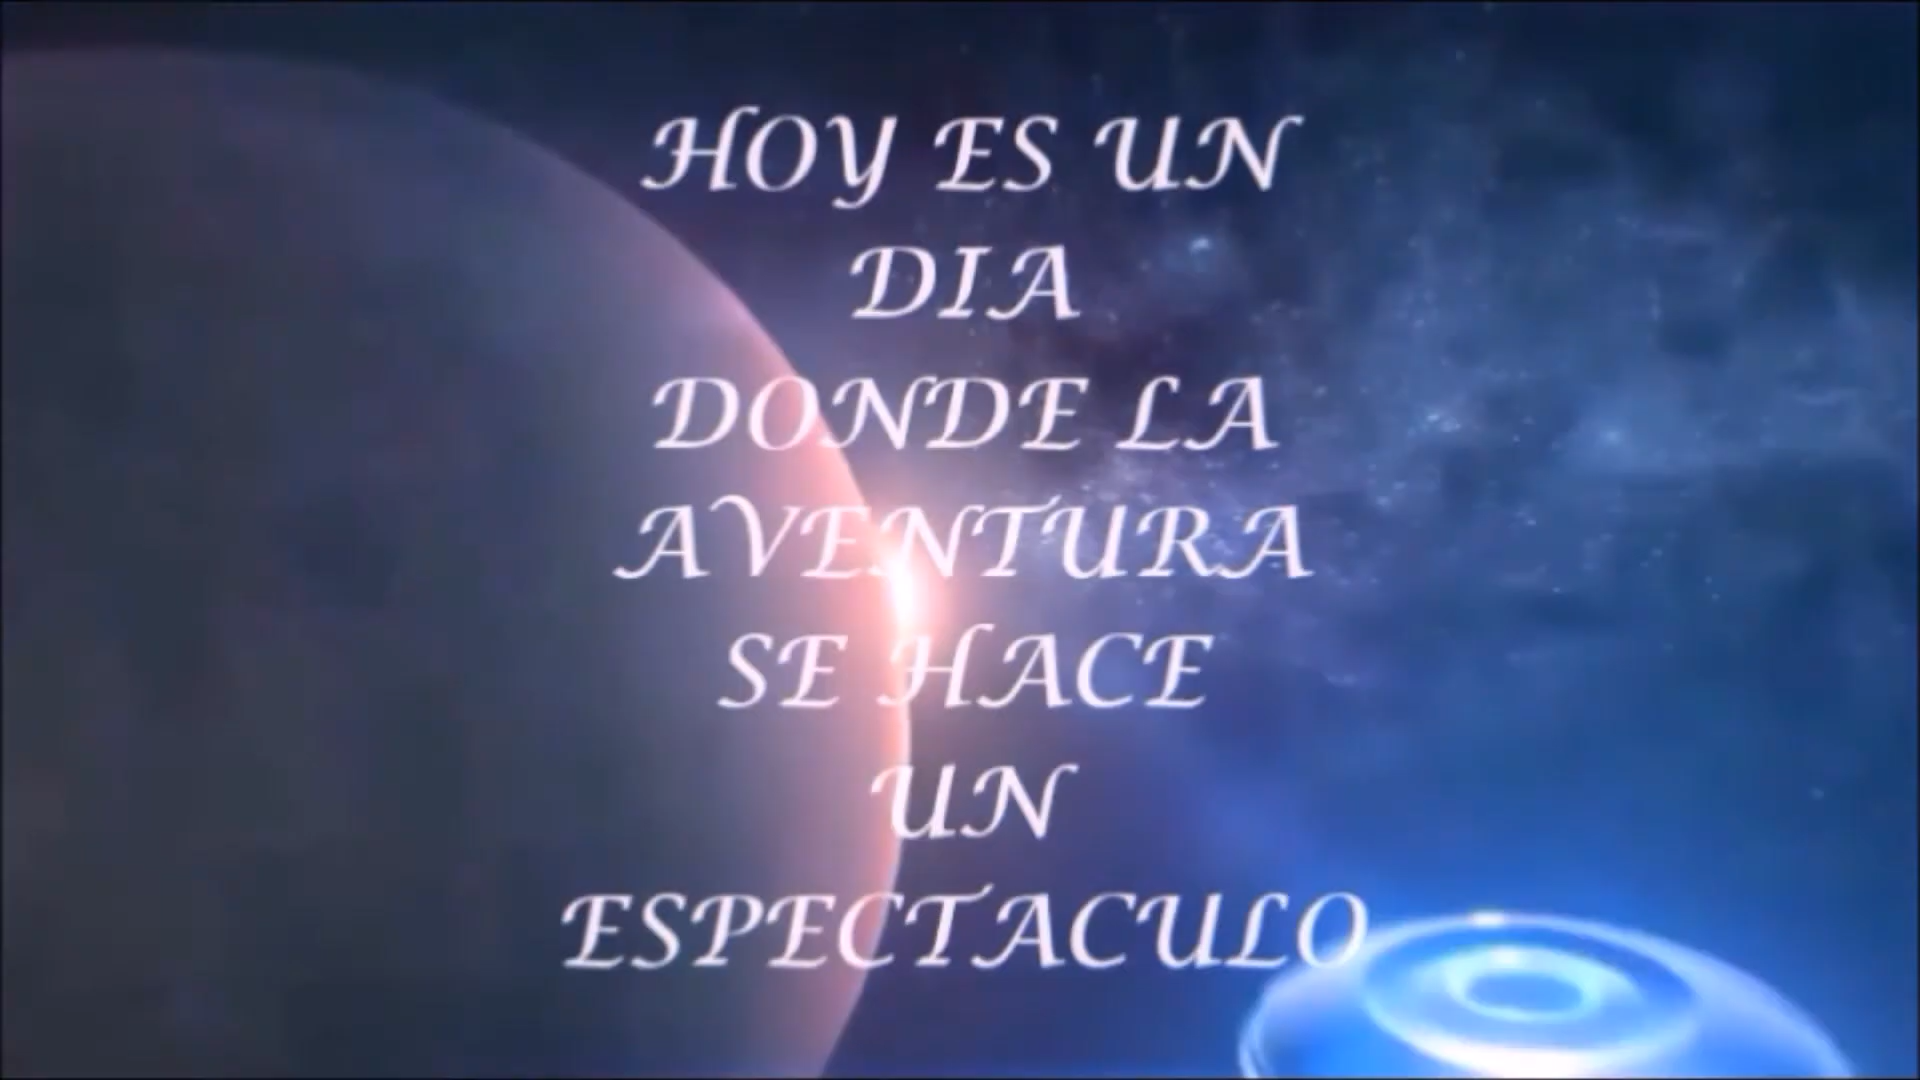 HOY ES UN
DIA
DONDE LA
AVENTURA
SE HACE
UN
ESPECTACULO